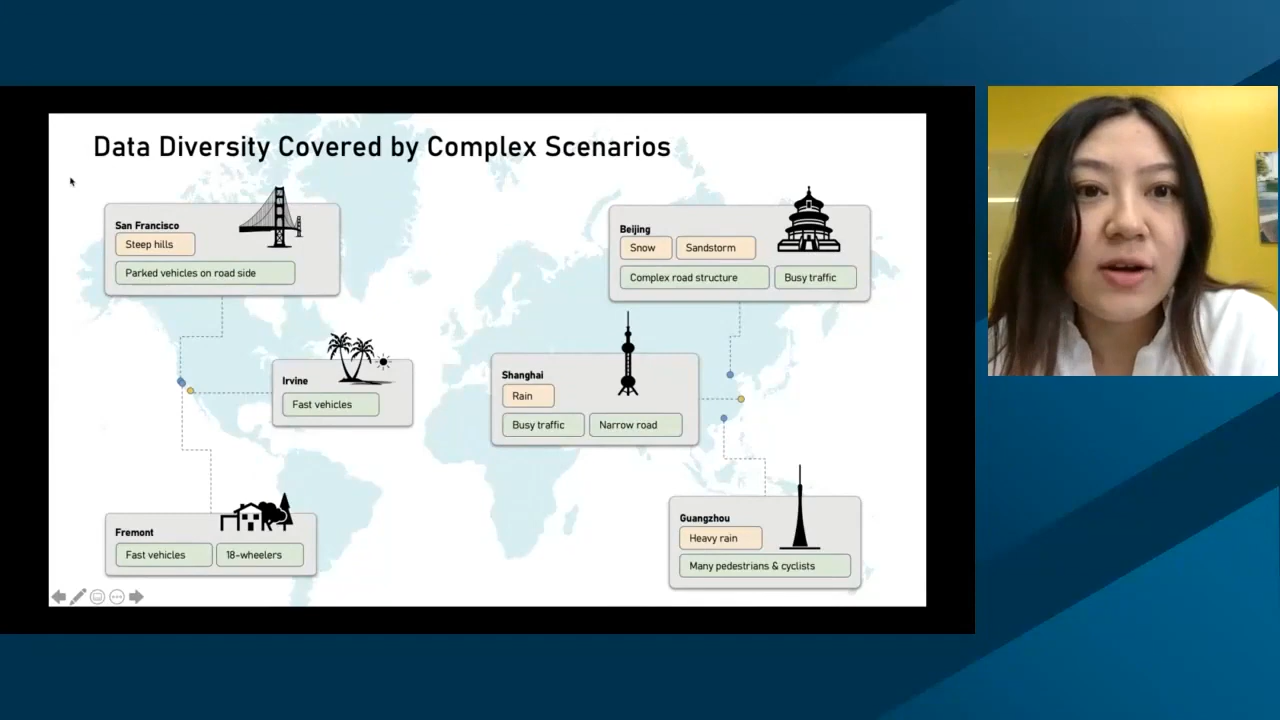 Data Diversity Covered by Complex Scenarios
San Francisco
Steep hills
Parked vehicles on road side
Beijing
Snow Sandstorm
Complex road structure Busy traffic
Irvine
Fast vehicles
Shanghai
Rain
Busy traffic Narrow road
Fremont
Fast vehicles 18-wheelers
Guangzhou
Heavy rain
Many pedestrians & cyclists